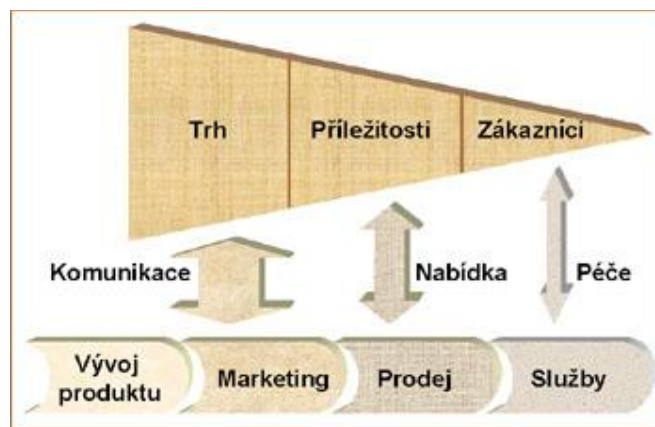 Trh
Příležitosti
Zákazníci
Komunikace
Nabídka
Péče
Vývoj
produktu
Marketing
Prodej
Služby